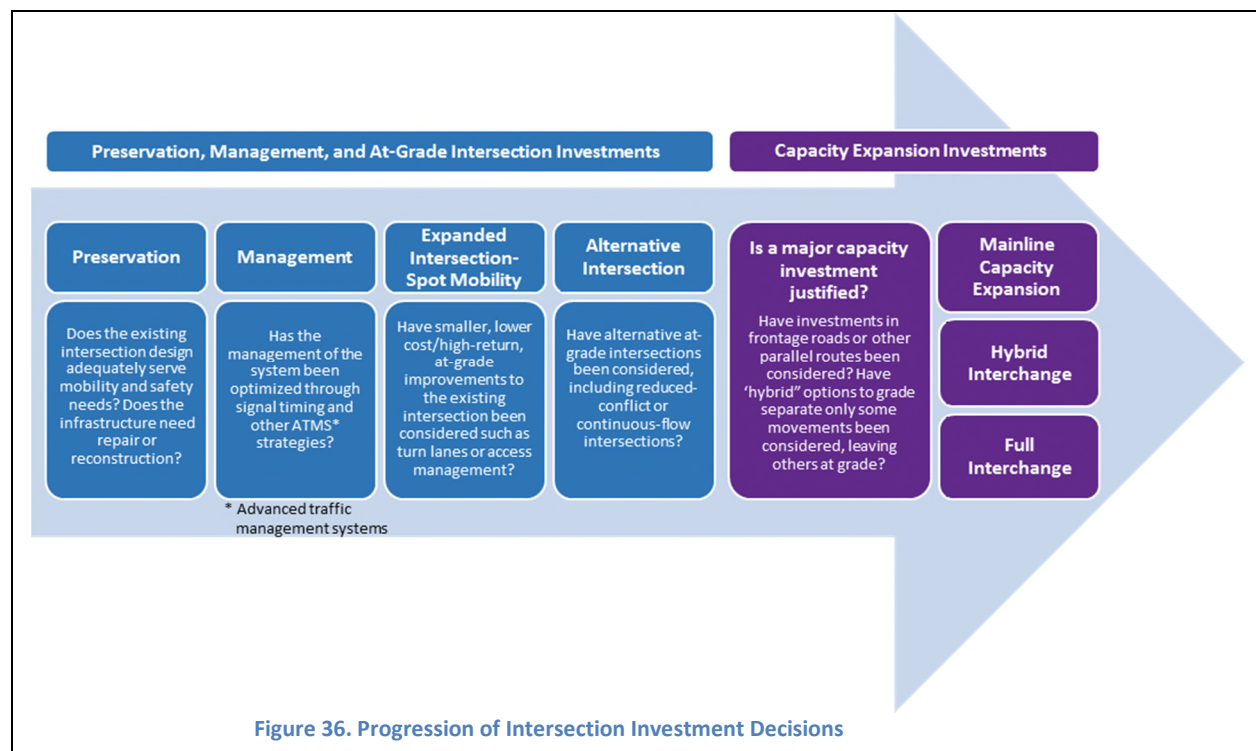 Preservation, Management, and At-Grade Intersection Investments
Capacity Expansion Investments
Preservation
Does the existing
intersection design
adequately serve
mobility and safety
needs? Does the
infrastructure need
repair or
reconstruction?
Management
Has the
management of the
system been
optimized through
signal timing and
other ATMS*
strategies?
* Advanced traffic
management systems
Expanded
Intersection-
Spot Mobility
Have smaller, lower
cost/high-return,
at-grade
improvements to
the existing
intersection been
considered such as
turn lanes or access
management?
Alternative
Intersection
Have alternative at-
grade intersections
been considered,
including reduced-
conflict or
continuous-flow
intersections?
Is a major capacity
investment
justified?
Have investments in
frontage roads or other
parallel routes been
considered? Have
‘hybrid” options to grade
separate only some
movements been
considered, leaving
others at grade?
Mainline
Capacity
Expansion
Hybrid
Interchange
Full
Interchange
Figure 36. Progression of Intersection Investment Decisions